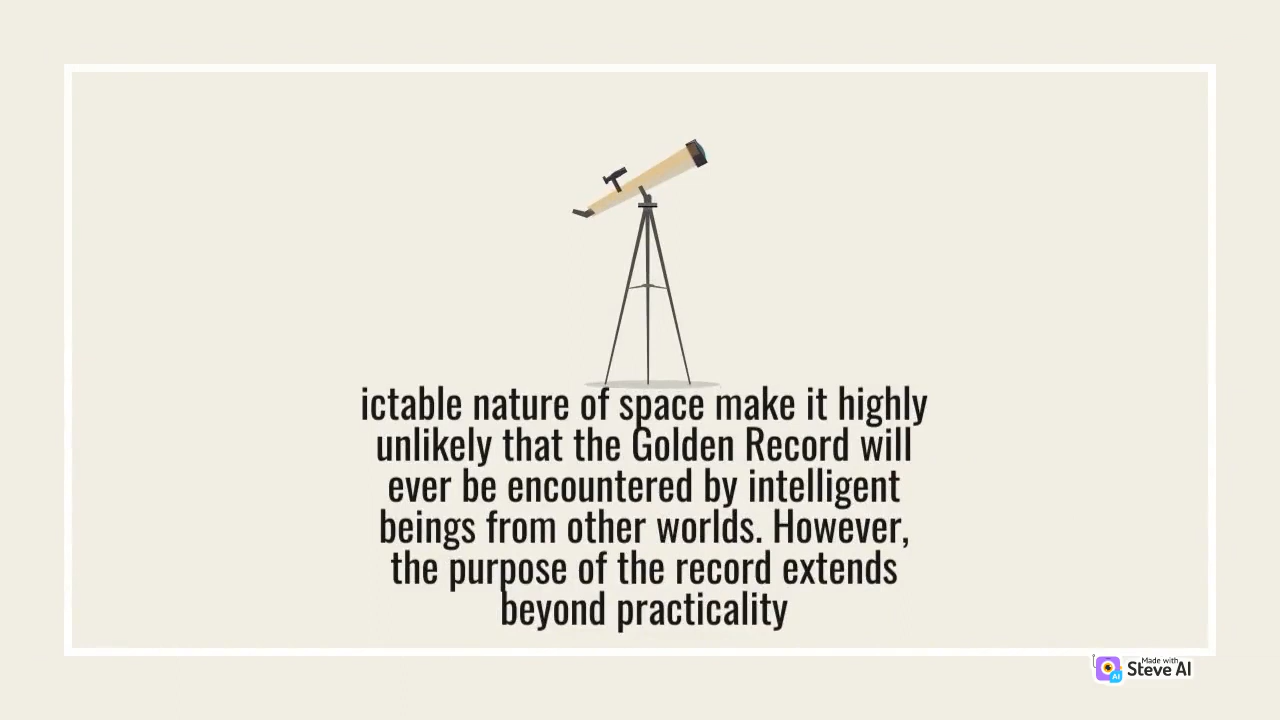 ictable nature of space make it highly
unlikely that the Golden Record will
ever be encountered by intelligent
beings from other worlds. However,
the purpose of the record extends
beyond practicality
Made with
Steve AI
AI